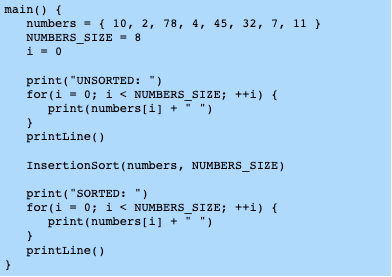 main() {
   numbers = { 10, 2, 78, 4, 45, 32, 7, 11 }
   NUMBERS_SIZE = 8
   i = 0

   print("UNSORTED: ")
   for(i = 0; i < NUMBERS_SIZE; ++i) {
      print(numbers[i] + " ")
   }
   printLine()

   InsertionSort(numbers, NUMBERS_SIZE)

   print("SORTED: ")
   for(i = 0; i < NUMBERS_SIZE; ++i) {
      print(numbers[i] + " ")
   }
   printLine()
}